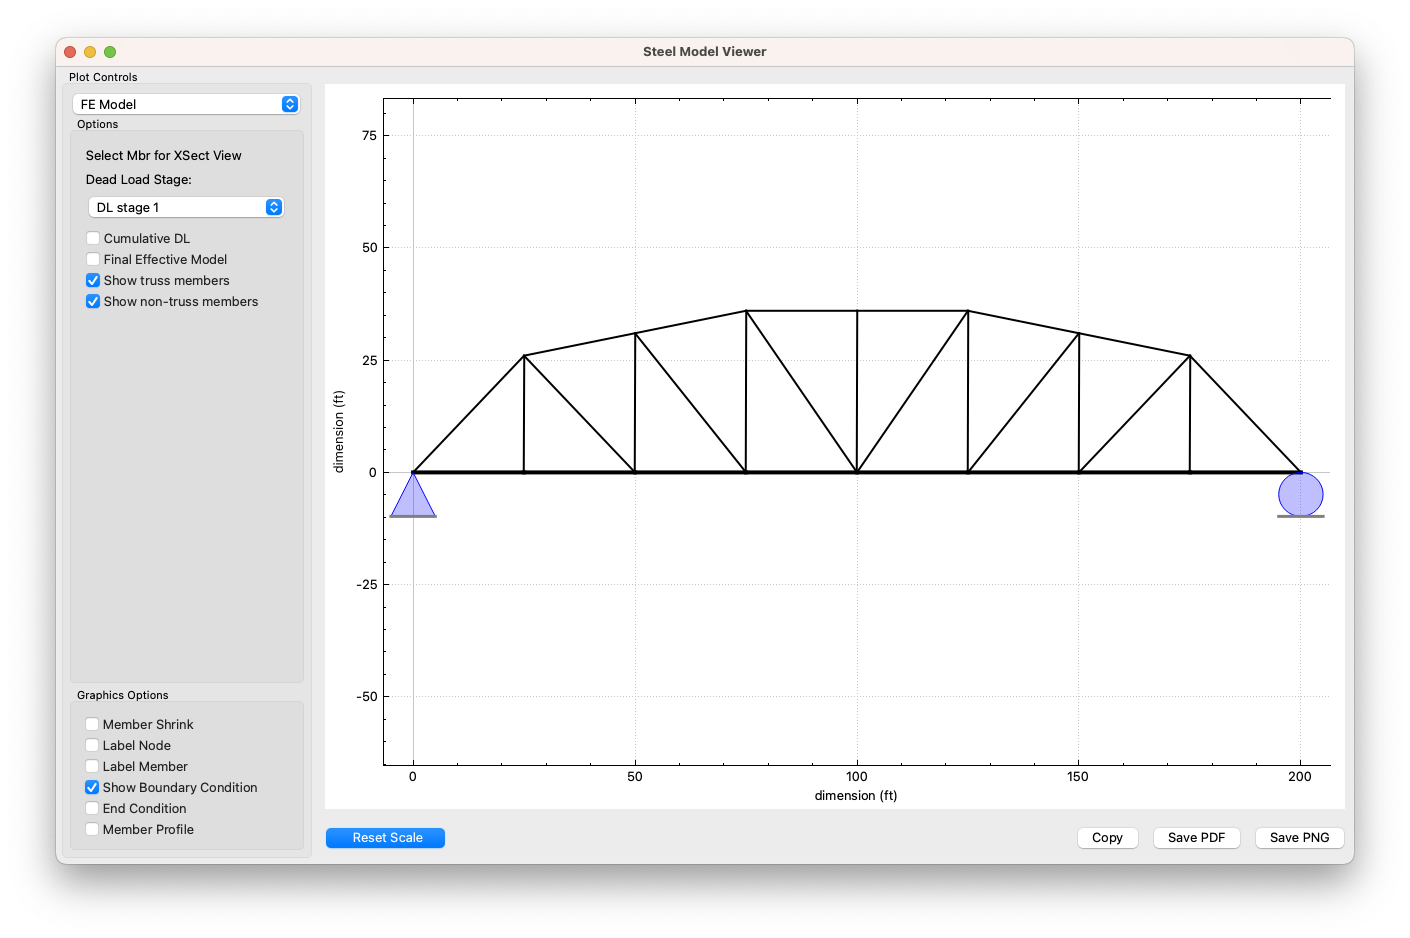 Steel Model Viewer
Plot Controls
FE Model
Options
Select Mbr for XSect View
Dead Load Stage:
DL stage 1
Cumulative DL
Final Effective Model
Show truss members
Show non-truss members
Graphics Options
Member Shrink
Label Node
Label Member
Show Boundary Condition
End Condition
Member Profile
75
50
25
0
-25
-50
dimension (ft)
0 50 100 150 200
dimension (ft)
Reset Scale
Copy
Save PDF
Save PNG